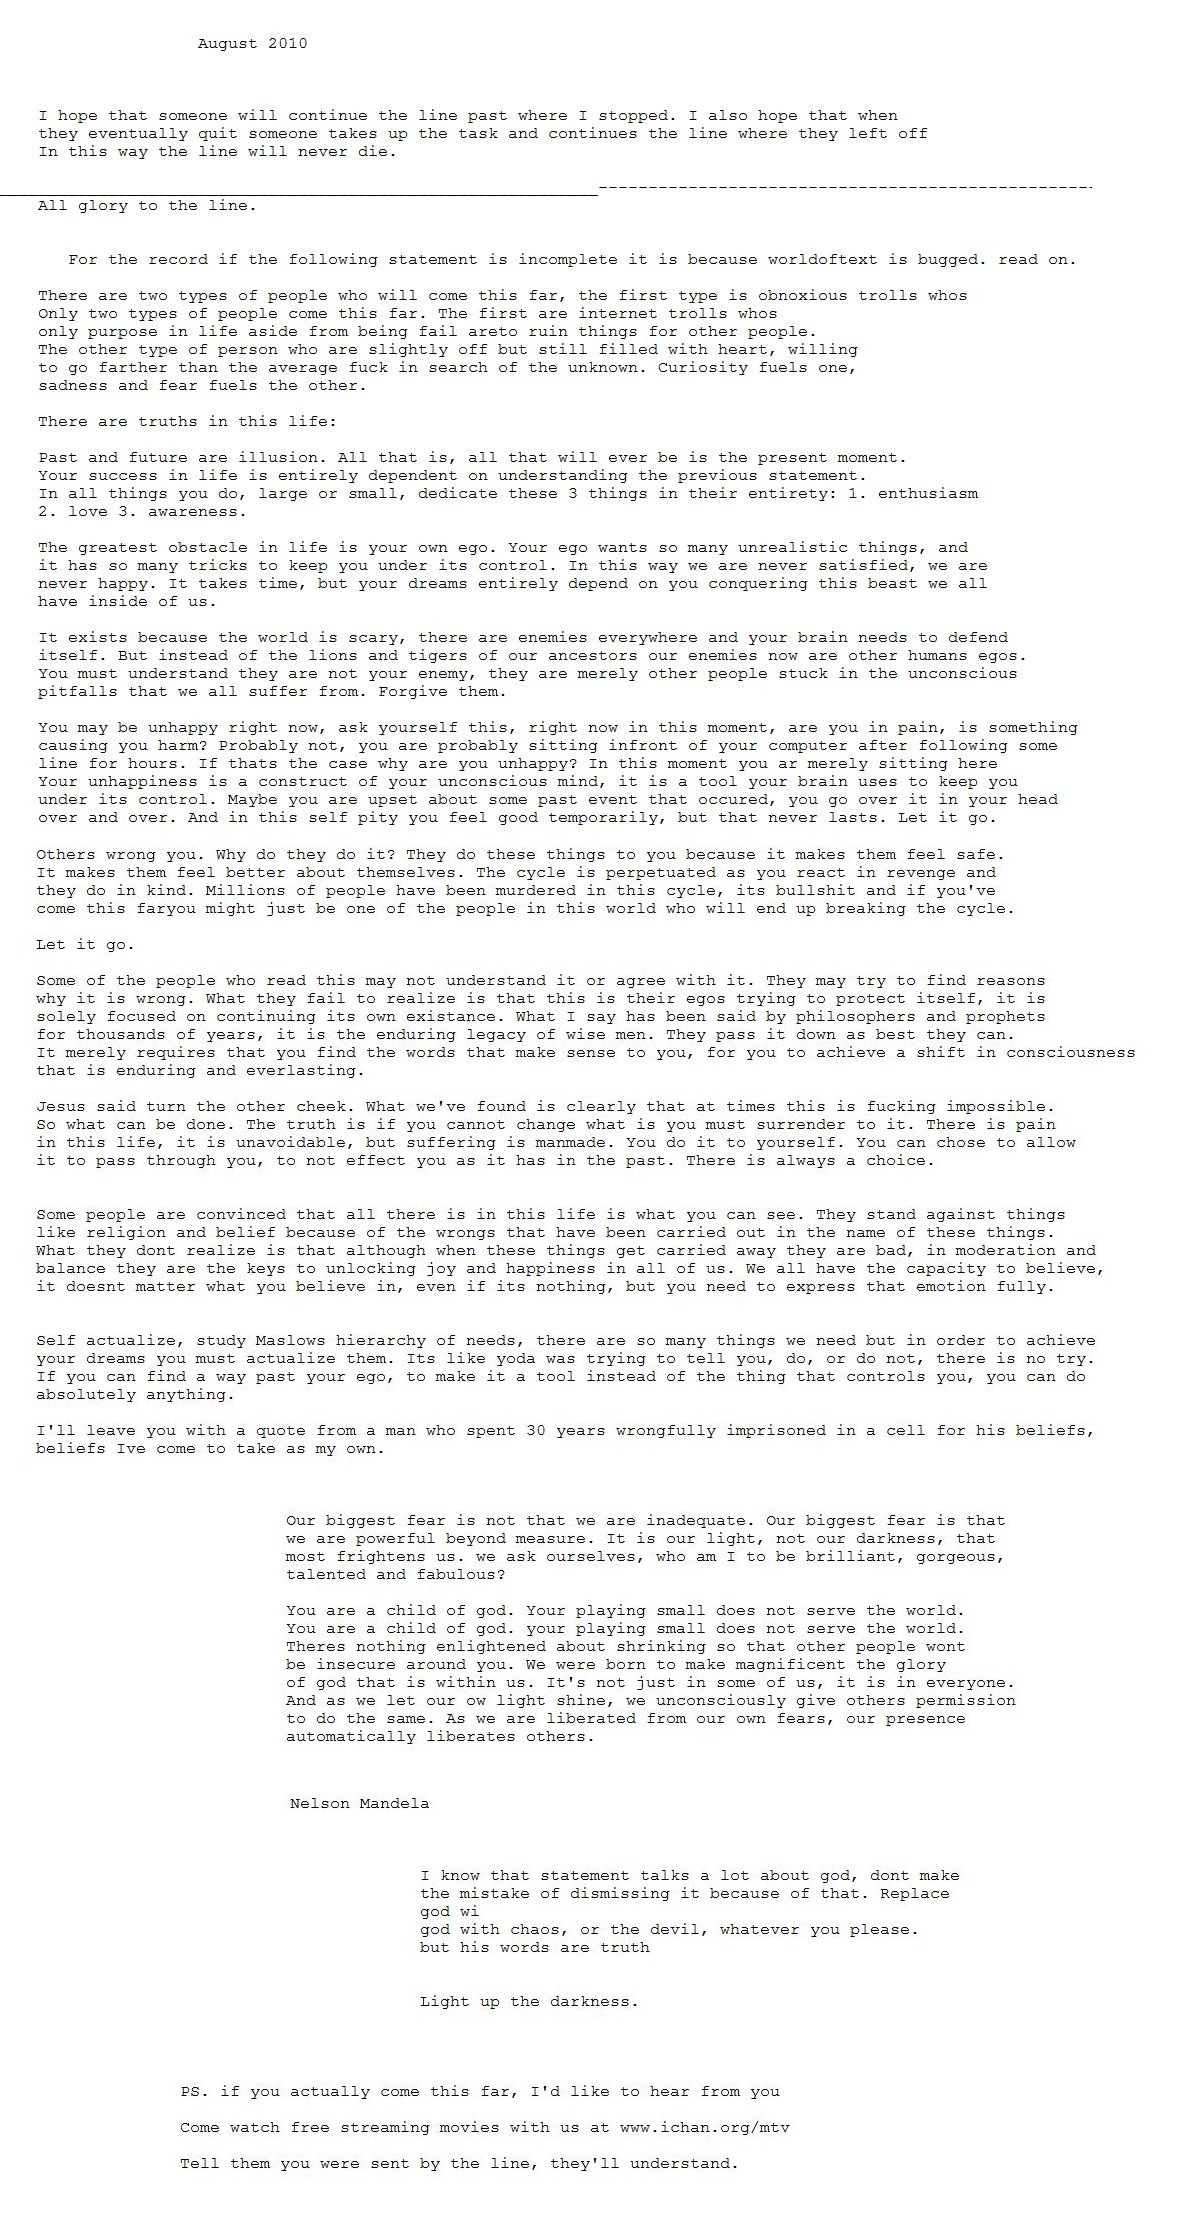 August 2010
I hope that someone will continue the line past where I stopped. I also hope that when
they eventually quit someone takes up the task and continues the line where they left off
In this way the line will never die.
____________________________________________________________--------------------------------------------------
All glory to the line.
For the record if the following statement is incomplete it is because worldoftext is bugged. read on.
There are two types of people who will come this far, the first type is obnoxious trolls whos
Only two types of people come this far. The first are internet trolls whos
only purpose in life aside from being fail areto ruin things for other people.
The other type of person who are slightly off but still filled with heart, willing
to go farther than the average fuck in search of the unknown. Curiosity fuels one,
sadness and fear fuels the other.
There are truths in this life:
Past and future are illusion. All that is, all that will ever be is the present moment.
Your success in life is entirely dependent on understanding the previous statement.
In all things you do, large or small, dedicate these 3 things in their entirety: 1. enthusiasm
2. love 3. awareness.
The greatest obstacle in life is your own ego. Your ego wants so many unrealistic things, and
it has so many tricks to keep you under its control. In this way we are never satisfied, we are
never happy. It takes time, but your dreams entirely depend on you conquering this beast we all
have inside of us.
It exists because the world is scary, there are enemies everywhere and your brain needs to defend
itself. But instead of the lions and tigers of our ancestors our enemies now are other humans egos.
You must understand they are not your enemy, they are merely other people stuck in the unconscious
pitfalls that we all suffer from. Forgive them.
You may be unhappy right now, ask yourself this, right now in this moment, are you in pain, is something
causing you harm? Probably not, you are probably sitting infront of your computer after following some
line for hours. If thats the case why are you unhappy? In this moment you ar merely sitting here
Your unhappiness is a construct of your unconscious mind, it is a tool your brain uses to keep you
under its control. Maybe you are upset about some past event that occured, you go over it in your head
over and over. And in this self pity you feel good temporarily, but that never lasts. Let it go.
Others wrong you. Why do they do it? They do these things to you because it makes them feel safe.
It makes them feel better about themselves. The cycle is perpetuated as you react in revenge and
they do in kind. Millions of people have been murdered in this cycle, its bullshit and if you've
come this faryou might just be one of the people in this world who will end up breaking the cycle.
Let it go.
Some of the people who read this may not understand it or agree with it. They may try to find reasons
why it is wrong. What they fail to realize is that this is their egos trying to protect itself, it is
solely focused on continuing its own existance. What I say has been said by philosophers and prophets
for thousands of years, it is the enduring legacy of wise men. They pass it down as best they can.
It merely requires that you find the words that make sense to you, for you to achieve a shift in consciousness
that is enduring and everlasting.
Jesus said turn the other cheek. What we've found is clearly that at times this is fucking impossible.
So what can be done. The truth is if you cannot change what is you must surrender to it. There is pain
in this life, it is unavoidable, but suffering is manmade. You do it to yourself. You can chose to allow
it to pass through you, to not effect you as it has in the past. There is always a choice.
Some people are convinced that all there is in this life is what you can see. They stand against things
like religion and belief because of the wrongs that have been carried out in the name of these things.
What they dont realize is that although when these things get carried away they are bad, in moderation and
balance they are the keys to unlocking joy and happiness in all of us. We all have the capacity to believe,
it doesnt matter what you believe in, even if its nothing, but you need to express that emotion fully.
Self actualize, study Maslows hierarchy of needs, there are so many things we need but in order to achieve
your dreams you must actualize them. Its like yoda was trying to tell you, do, or do not, there is no try.
If you can find a way past your ego, to make it a tool instead of the thing that controls you, you can do
absolutely anything.
I'll leave you with a quote from a man who spent 30 years wrongfully imprisoned in a cell for his beliefs,
beliefs Ive come to take as my own.
Our biggest fear is not that we are inadequate. Our biggest fear is that
we are powerful beyond measure. It is our light, not our darkness, that
most frightens us. we ask ourselves, who am I to be brilliant, gorgeous,
talented and fabulous?
You are a child of god. Your playing small does not serve the world.
You are a child of god. your playing small does not serve the world.
Theres nothing enlightened about shrinking so that other people wont
be insecure around you. We were born to make magnificent the glory
of god that is within us. It's not just in some of us, it is in everyone.
And as we let our ow light shine, we unconsciously give others permission
to do the same. As we are liberated from our own fears, our presence
automatically liberates others.
Nelson Mandela
I know that statement talks a lot about god, dont make
the mistake of dismissing it because of that. Replace
god wi
god with chaos, or the devil, whatever you please.
but his words are truth
Light up the darkness.
PS. if you actually come this far, I'd like to hear from you
Come watch free streaming movies with us at www.ichan.org/mtv
Tell them you were sent by the line, they'll understand.